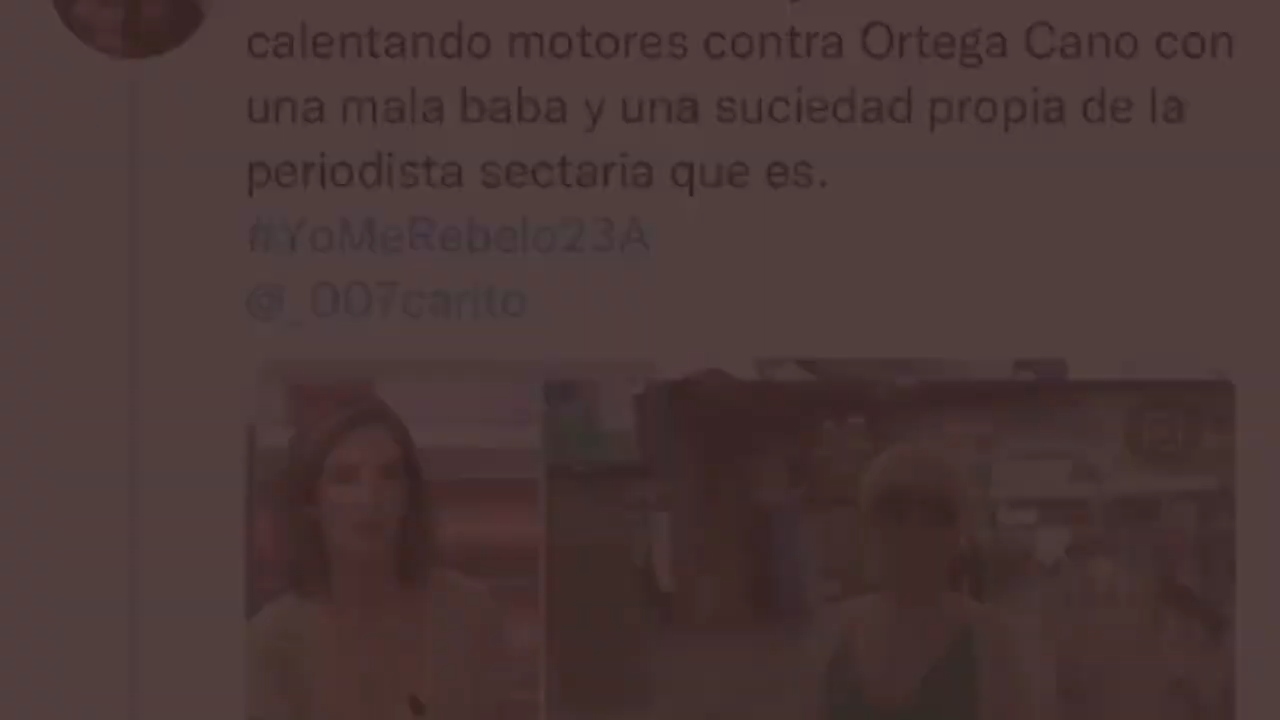 calentando motores contra Ortega Cano con
una mala baba y una suciedad propia de la
periodista sectaria que es.
#YoMeRebelo23A
@_007carito